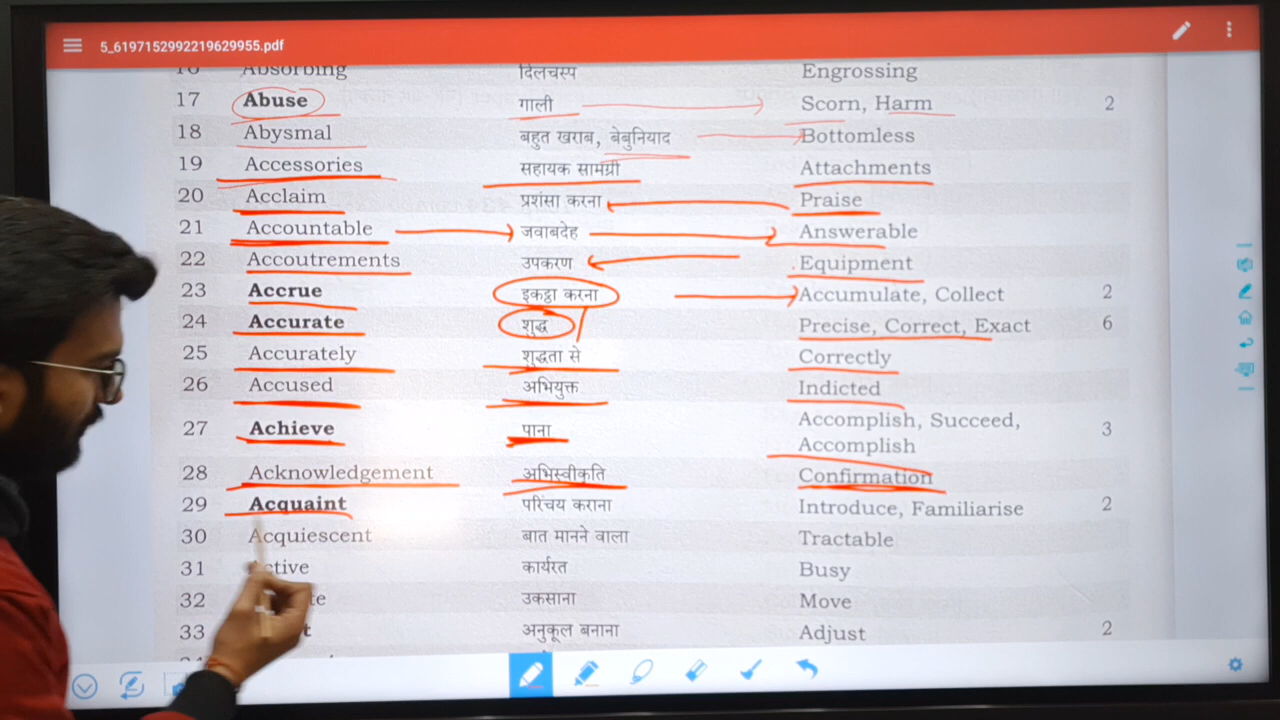 5_6197152992219629955.pdf
16 Absorbing दिलचस्प Engrossing
17 Abuse गाली Scorn, Harm 2
18 Abysmal बहुत खराब, बेबुनियाद Bottomless
19 Accessories सहायक सामग्री Attachments
20 Acclaim प्रशंसा करना Praise
21 Accountable जवाबदेह Answerable
22 Accoutrements उपकरण Equipment
23 Accrue इकट्ठा करना Accumulate, Collect 2
24 Accurate शुद्ध Precise, Correct, Exact 6
25 Accurately शुद्धता से Correctly
26 Accused अभियुक्त Indicted
27 Achieve पाना Accomplish, Succeed, 3
Accomplish
28 Acknowledgement अभिस्वीकृति Confirmation
29 Acquaint परिचय कराना Introduce, Familiarise 2
30 Acquiescent बात मानने वाला Tractable
31 कार्यरत Busy
32 उकसाना Move
33 अनुकूल बनाना Adjust 2